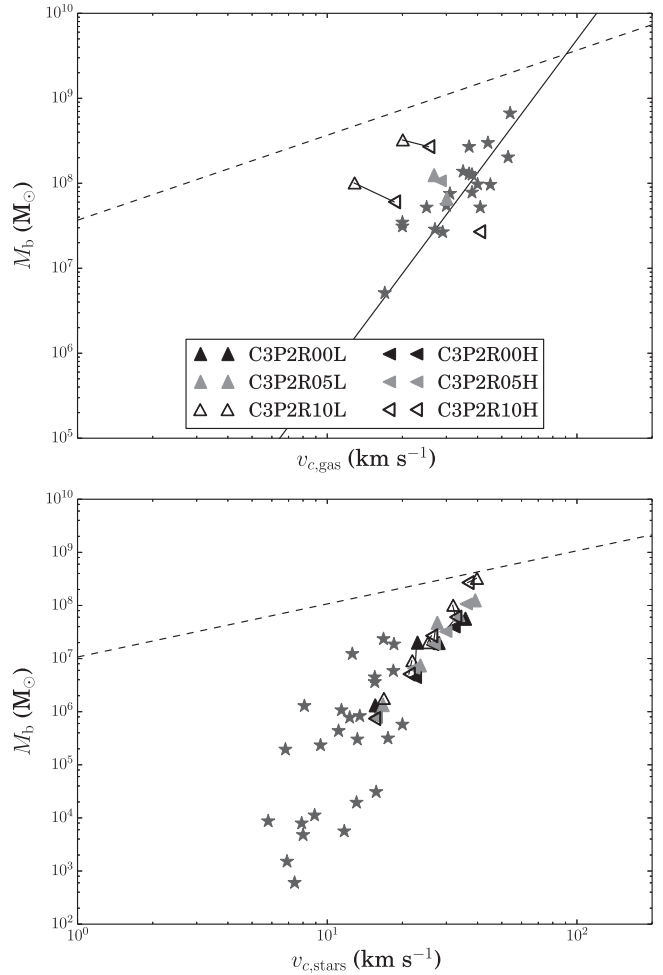 10^10
10^9
10^8
10^7
10^6
10^5
M_b (M_⊙)
C3P2R00L C3P2R00H
C3P2R05L C3P2R05H
C3P2R10L C3P2R10H
v_{c,gas} (km s^{−1})
10^10
10^9
10^8
10^7
10^6
10^5
10^4
10^3
10^2
M_b (M_⊙)
10^0 10^1 10^2
v_{c,stars} (km s^{−1})